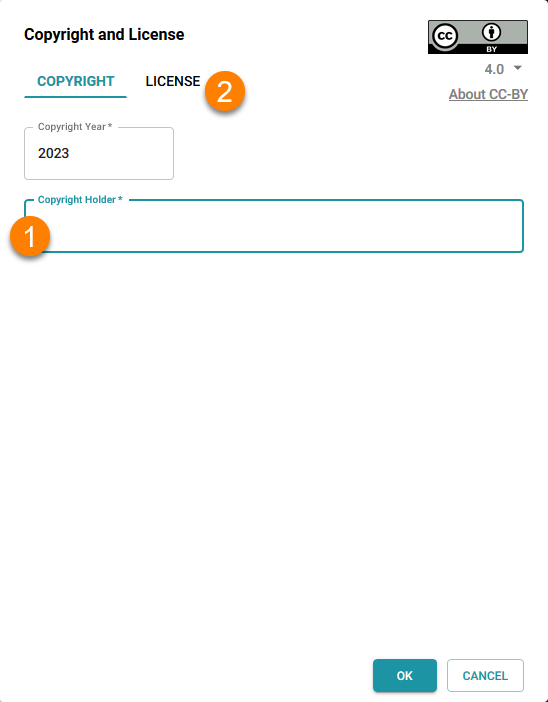 Copyright and License
CC BY
4.0
About CC-BY
COPYRIGHT LICENSE
2
Copyright Year *
2023
Copyright Holder *
1
OK CANCEL